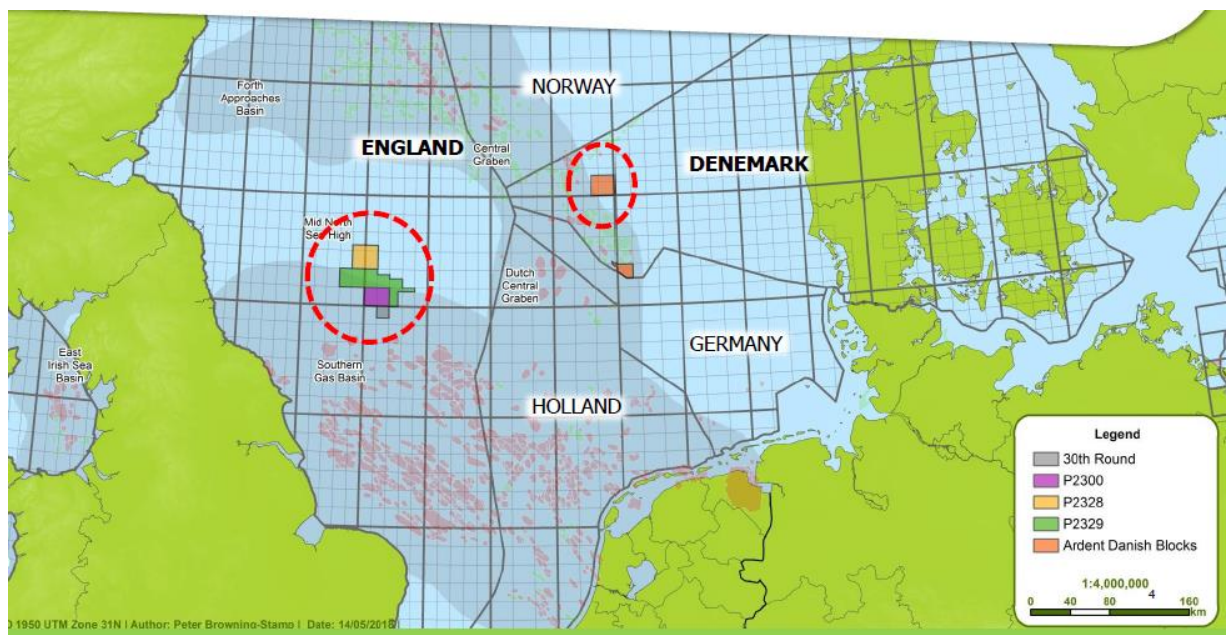 NORWAY
Forth
Approaches
Basin
ENGLAND
Central
Graben
DENEMARK
Mid North
Sea High
Dutch
Central
Graben
GERMANY
East
Irish Sea
Basin
Southern
Gas Basin
HOLLAND
Legend
30th Round
P2300
P2328
P2329
Ardent Danish Blocks
1:4,000,000
4
0 40 80 160
km
1950 UTM Zone 31N | Author: Peter Browning-Stamp | Date: 14/05/2018